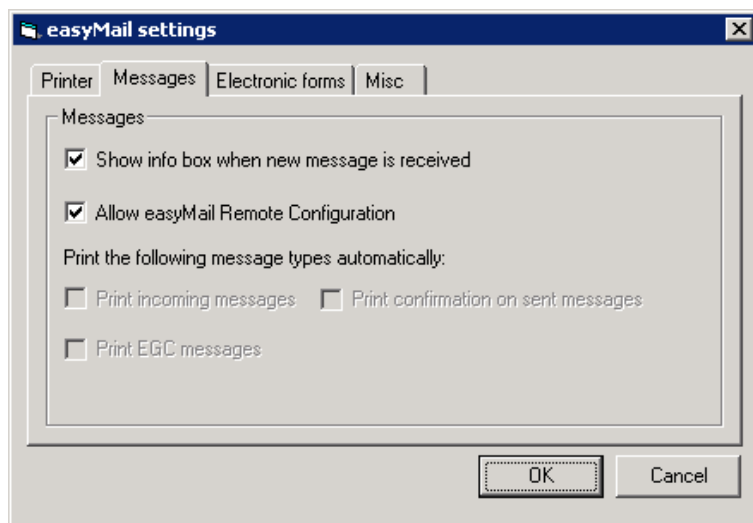 easyMail settings
Printer Messages Electronic forms Misc
Messages
Show info box when new message is received
Allow easyMail Remote Configuration
Print the following message types automatically:
Print incoming messages Print confirmation on sent messages
Print EGC messages
OK Cancel